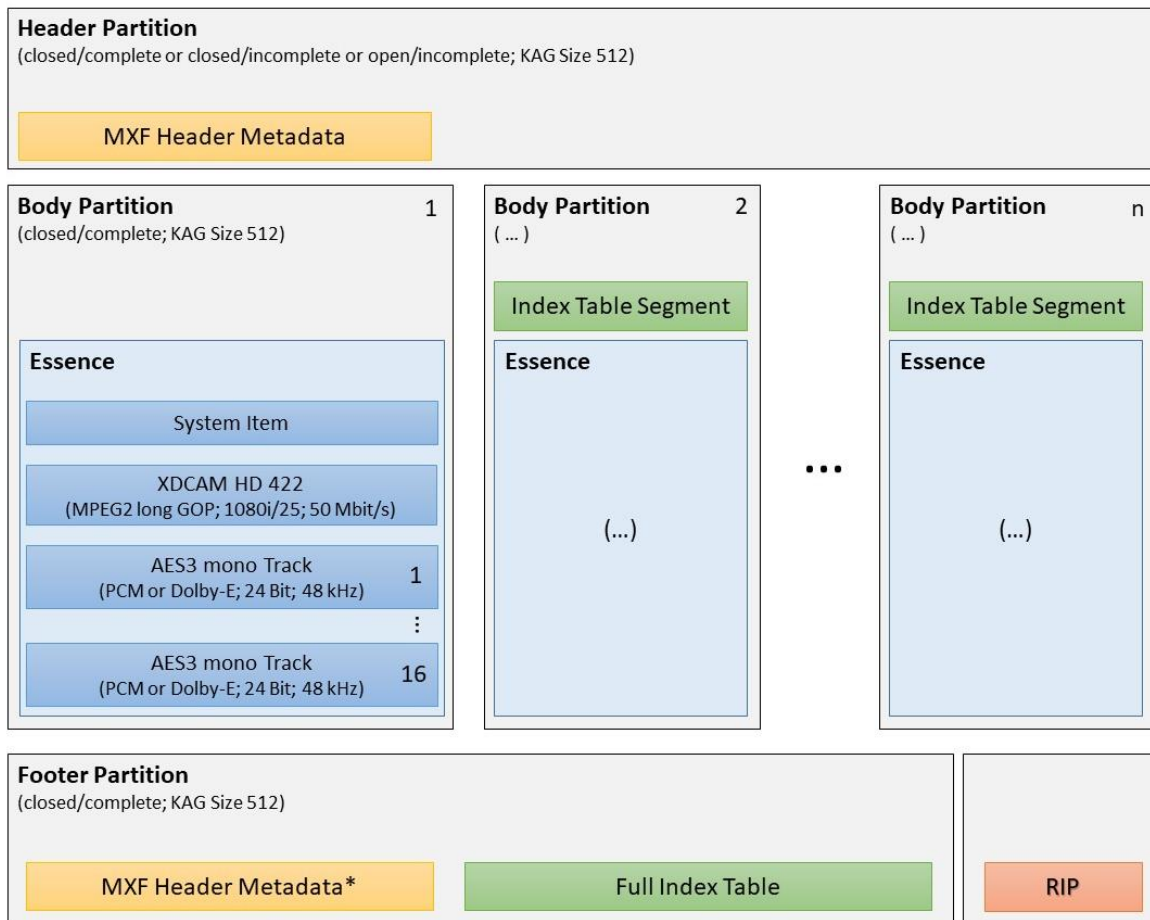 Header Partition
(closed/complete or closed/incomplete or open/incomplete; KAG Size 512)
MXF Header Metadata
Body Partition
1
(closed/complete; KAG Size 512)
Essence
System Item
XDCAM HD 422
(MPEG2 long GOP; 1080i/25; 50 Mbit/s)
AES3 mono Track
1
(PCM or Dolby-E; 24 Bit; 48 kHz)
⋮
AES3 mono Track
16
(PCM or Dolby-E; 24 Bit; 48 kHz)
Body Partition
2
( ... )
Index Table Segment
Essence
(...)
...
Body Partition
n
( ... )
Index Table Segment
Essence
(...)
Footer Partition
(closed/complete; KAG Size 512)
MXF Header Metadata*
Full Index Table
RIP